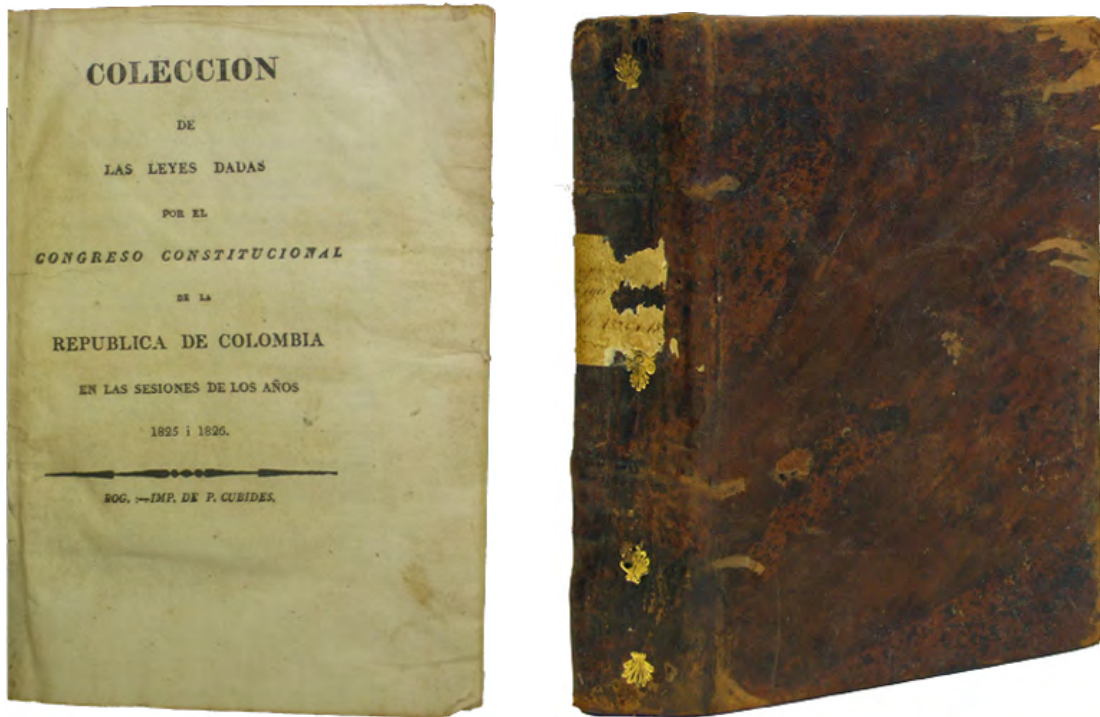 COLECCION
DE
LAS LEYES DADAS
POR EL
CONGRESO CONSTITUCIONAL
DE LA
REPUBLICA DE COLOMBIA
EN LAS SESIONES DE LOS AÑOS
1825 i 1826.
BOG. :—IMP. DE P. CUBIDES.